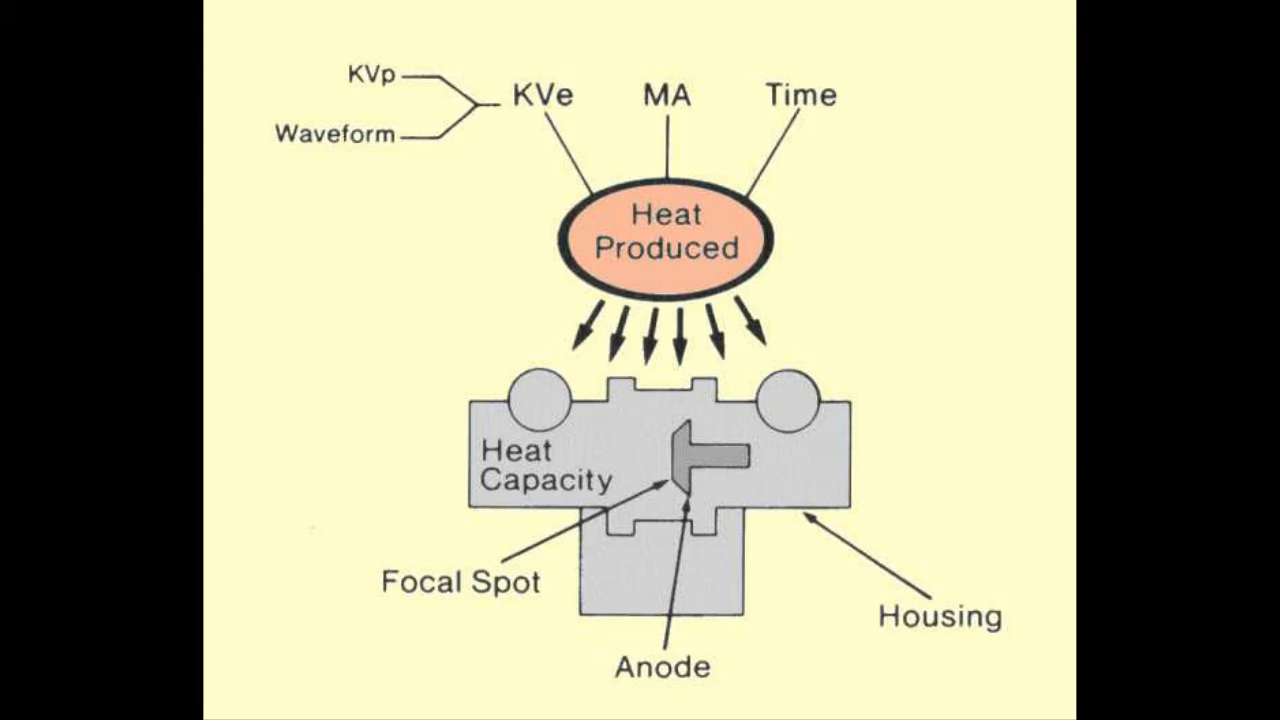 KVp
Waveform
KVe
MA
Time
Heat
Produced
Heat
Capacity
Focal Spot
Housing
Anode